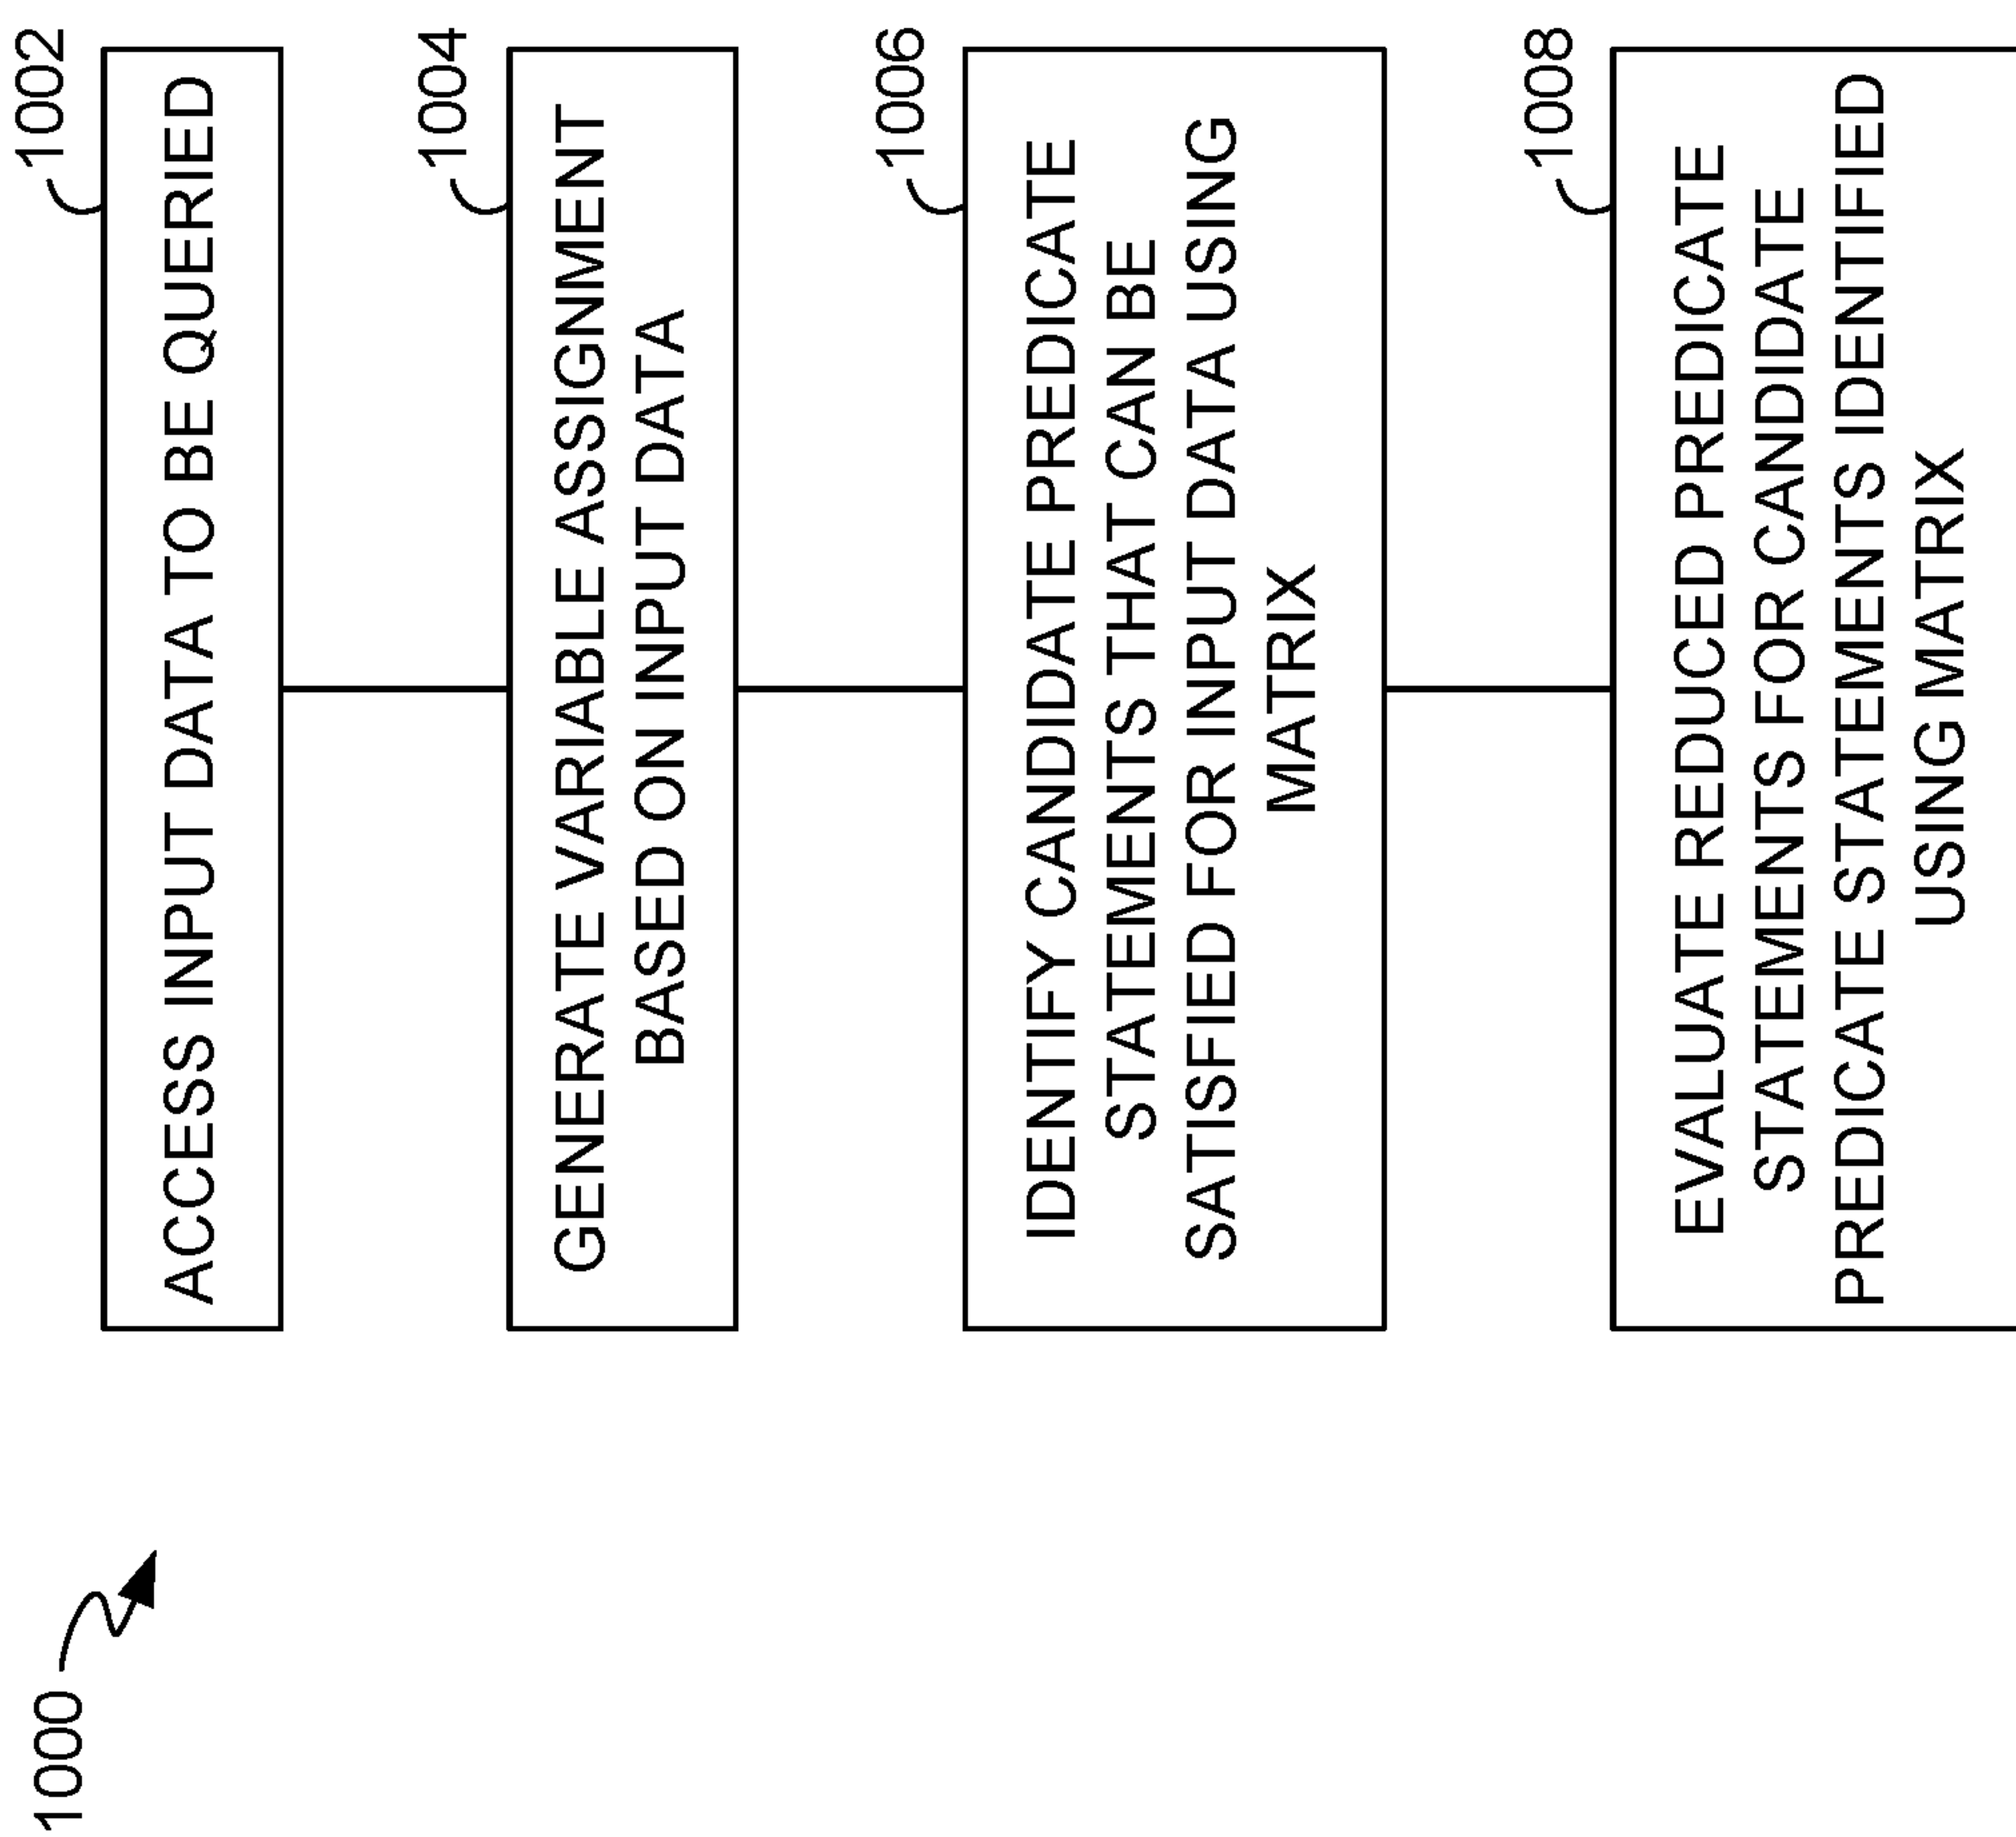 1000
1002
ACCESS INPUT DATA TO BE QUERIED
1004
GENERATE VARIABLE ASSIGNMENT
BASED ON INPUT DATA
1006
IDENTIFY CANDIDATE PREDICATE
STATEMENTS THAT CAN BE
SATISFIED FOR INPUT DATA USING
MATRIX
1008
EVALUATE REDUCED PREDICATE
STATEMENTS FOR CANDIDATE
PREDICATE STATEMENTS IDENTIFIED
USING MATRIX